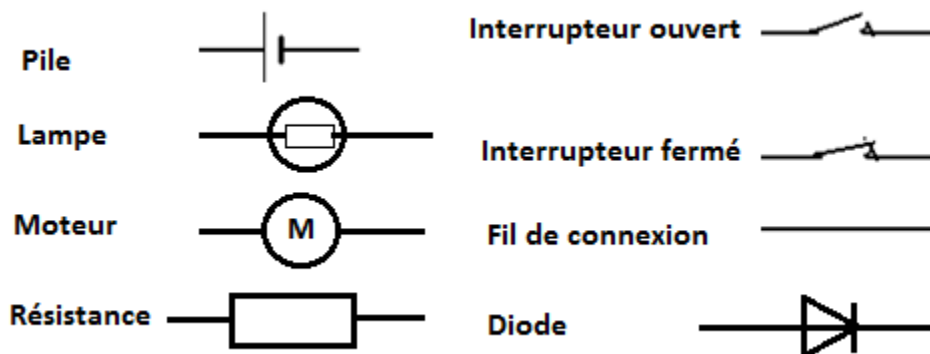 Pile
Lampe
Moteur
M
Résistance
Interrupteur ouvert
Interrupteur fermé
Fil de connexion
Diode